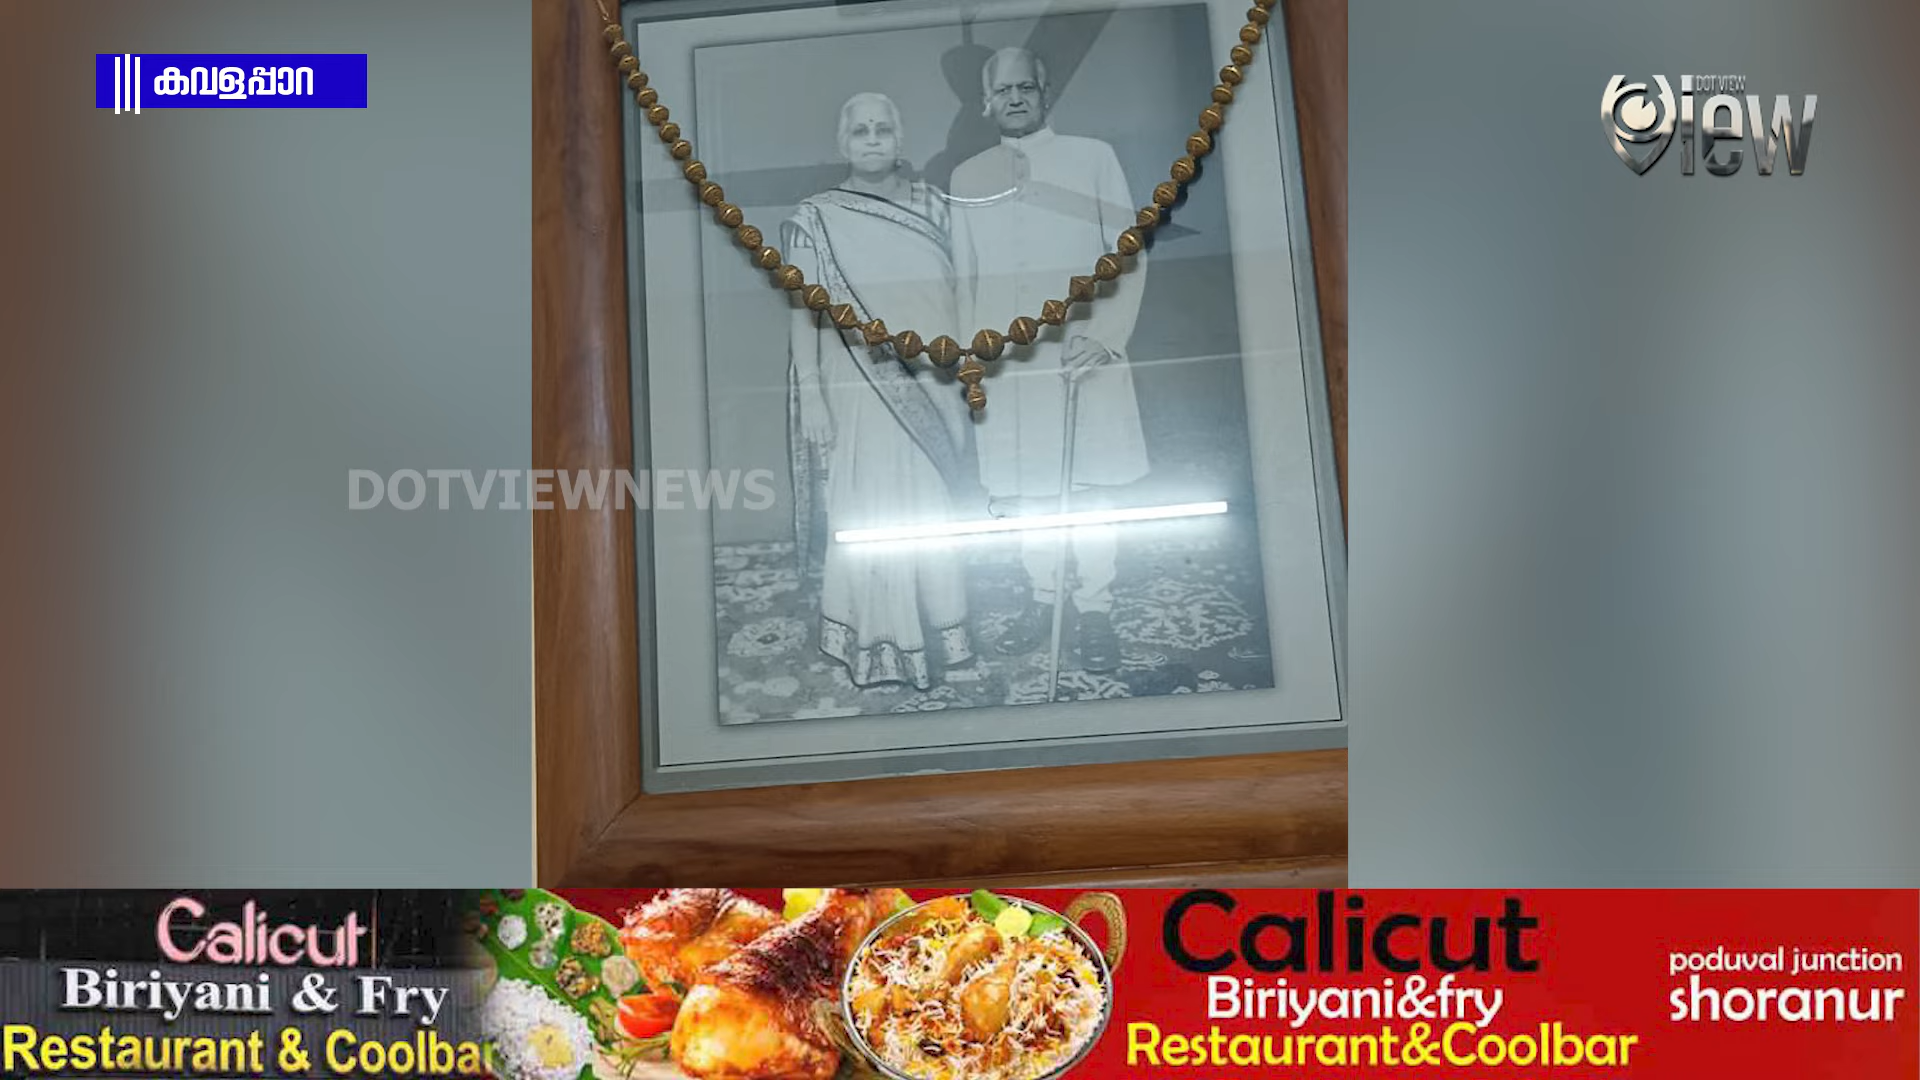 കവളപ്പാറ
DOT VIEW
View
DOTVIEWNEWS
Calicut
Biriyani & Fry
Restaurant & Coolbar
Calicut
Biriyani&fry
Restaurant&Coolbar
poduval junction
shoranur